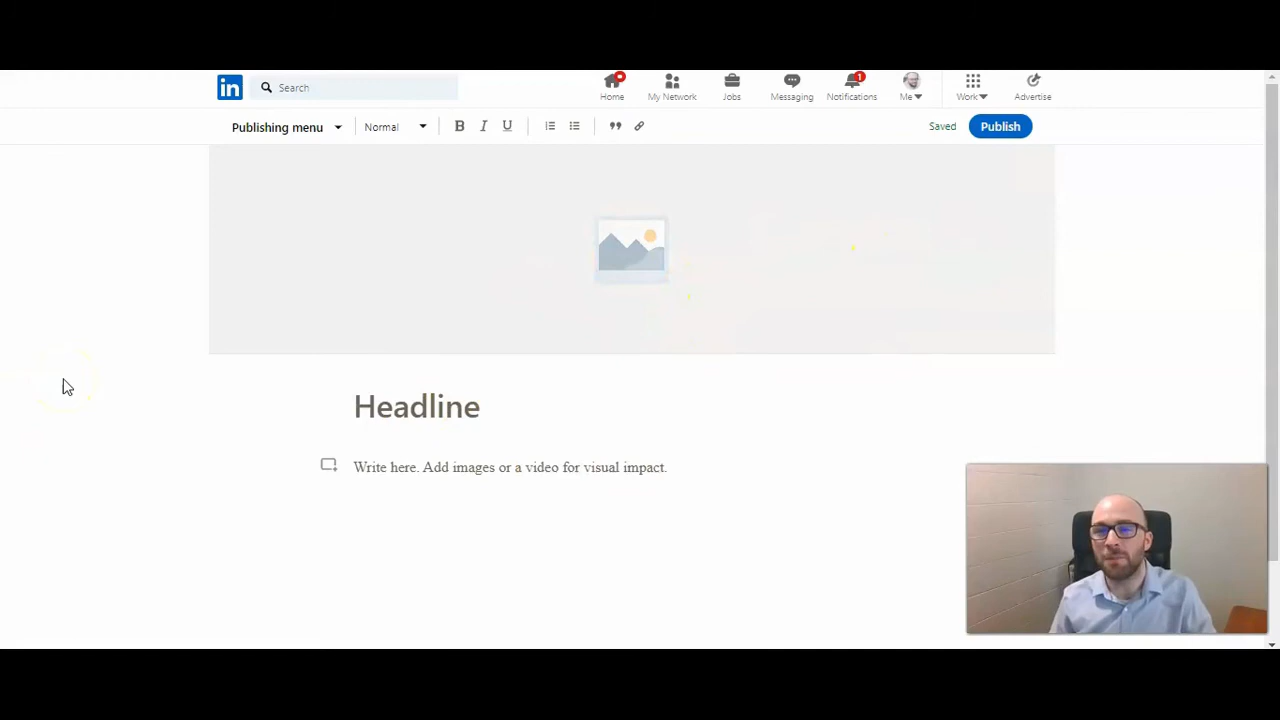 in Search Home My Network Jobs Messaging 1 Notifications Me Work Advertise
Publishing menu Normal B I U Saved Publish
Headline
Write here. Add images or a video for visual impact.